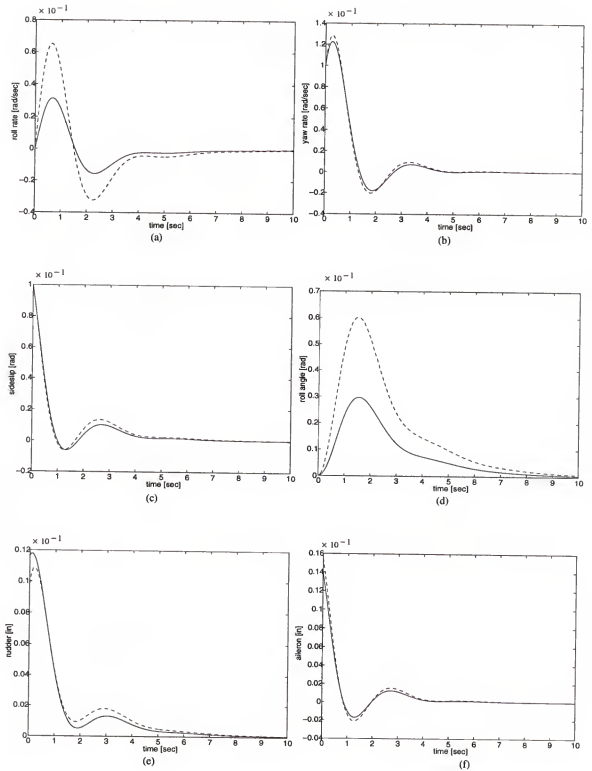 × 10 −1
0.8
0.6
0.4
0.2
0
−0.2
−0.4
roll rate [rad/sec]
0 1 2 3 4 5 6 7 8 9 10
time [sec]
(a)
× 10 −1
1.4
1.2
1
0.8
0.6
0.4
0.2
0
−0.2
−0.4
yaw rate [rad/sec]
0 1 2 3 4 5 6 7 8 9 10
time [sec]
(b)
× 10 −1
1
0.8
0.6
0.4
0.2
0
−0.2
sideslip [rad]
0 1 2 3 4 5 6 7 8 9 10
time [sec]
(c)
× 10 −1
0.7
0.6
0.5
0.4
0.3
0.2
0.1
0
roll angle [rad]
0 1 2 3 4 5 6 7 8 9 10
time [sec]
(d)
× 10 −1
0.12
0.1
0.08
0.06
0.04
0.02
0
rudder [in]
0 1 2 3 4 5 6 7 8 9 10
time [sec]
(e)
× 10 −1
0.16
0.14
0.12
0.1
0.08
0.06
0.04
0.02
0
−0.02
−0.04
aileron [in]
0 1 2 3 4 5 6 7 8 9 10
time [sec]
(f)